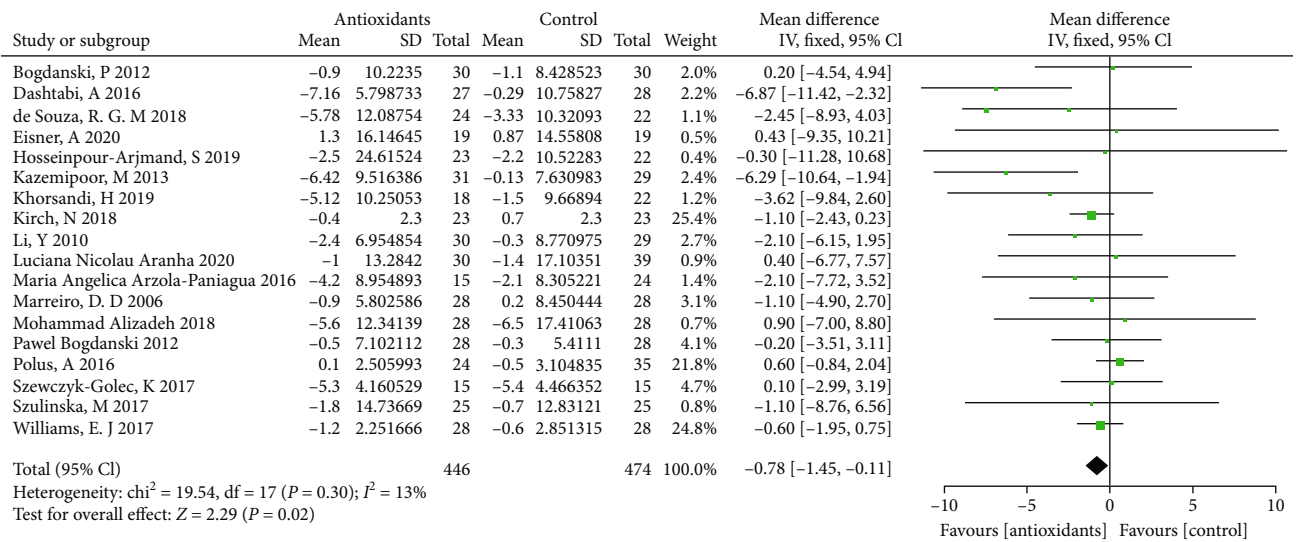 Antioxidants Control Mean difference Mean difference
Study or subgroup Mean SD Total Mean SD Total Weight IV, fixed, 95% Cl IV, fixed, 95% Cl
Bogdanski, P 2012 –0.9 10.2235 30 –1.1 8.428523 30 2.0% 0.20 [–4.54, 4.94)
Dashtabi, A 2016 –7.16 5.798733 27 –0.29 10.75827 28 2.2% –6.87 [–11.42, –2.32)
de Souza, R. G. M 2018 –5.78 12.08754 24 –3.33 10.32093 22 1.1% –2.45 [–8.93, 4.03)
Eisner, A 2020 1.3 16.14645 19 0.87 14.55808 19 0.5% 0.43 [–9.35, 10.21)
Hosseinpour-Arjmand, S 2019 –2.5 24.61524 23 –2.2 10.52283 22 0.4% –0.30 [–11.28, 10.68)
Kazemipoor, M 2013 –6.42 9.516386 31 –0.13 7.630983 29 2.4% –6.29 [–10.64, –1.94)
Khorsandi, H 2019 –5.12 10.25053 18 –1.5 9.66894 22 1.2% –3.62 [–9.84, 2.60)
Kirch, N 2018 –0.4 2.3 23 0.7 2.3 23 25.4% –1.10 [–2.43, 0.23)
Li, Y 2010 –2.4 6.954854 30 –0.3 8.770975 29 2.7% –2.10 [–6.15, 1.95)
Luciana Nicolau Aranha 2020 –1 13.2842 30 –1.4 17.10351 39 0.9% 0.40 [–6.77, 7.57)
Maria Angelica Arzola-Paniagua 2016 –4.2 8.954893 15 –2.1 8.305221 24 1.4% –2.10 [–7.72, 3.52)
Marreiro, D. D 2006 –0.9 5.802586 28 0.2 8.450444 28 3.1% –1.10 [–4.90, 2.70)
Mohammad Alizadeh 2018 –5.6 12.34139 28 –6.5 17.41063 28 0.7% 0.90 [–7.00, 8.80)
Pawel Bogdanski 2012 –0.5 7.102112 28 –0.3 5.4111 28 4.1% –0.20 [–3.51, 3.11)
Polus, A 2016 0.1 2.505993 24 –0.5 3.104835 35 21.8% 0.60 [–0.84, 2.04)
Szewczyk-Golec, K 2017 –5.3 4.160529 15 –5.4 4.466352 15 4.7% 0.10 [–2.99, 3.19)
Szulinska, M 2017 –1.8 14.73669 25 –0.7 12.83121 25 0.8% –1.10 [–8.76, 6.56)
Williams, E. J 2017 –1.2 2.251666 28 –0.6 2.851315 28 24.8% –0.60 [–1.95, 0.75)
Total (95% Cl) 446 474 100.0% –0.78 [–1.45, –0.11)
Heterogeneity: chi² = 19.54, df = 17 (P = 0.30); I² = 13%
Test for overall effect: Z = 2.29 (P = 0.02)
–10 –5 0 5 10
Favours [antioxidants] Favours [control]